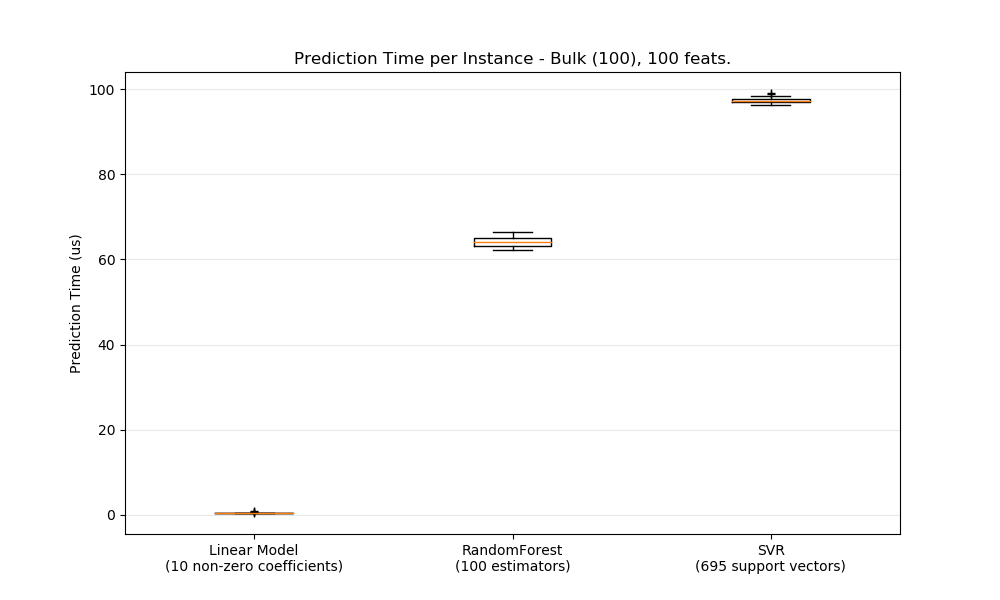 Prediction Time per Instance - Bulk (100), 100 feats.
100
80
60
40
20
0
Prediction Time (us)
Linear Model
(10 non-zero coefficients)
RandomForest
(100 estimators)
SVR
(695 support vectors)